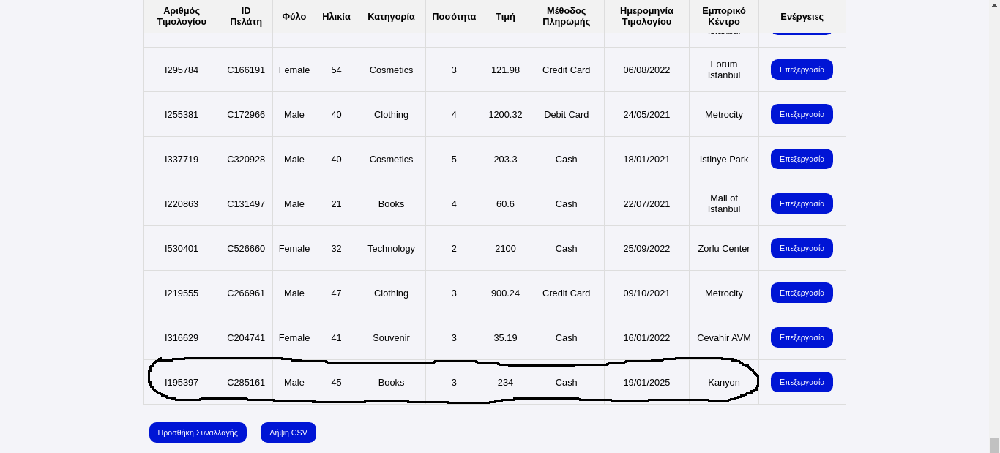 Αριθμός Τιμολογίου ID Πελάτη Φύλο Ηλικία Κατηγορία Ποσότητα Τιμή Μέθοδος Πληρωμής Ημερομηνία Τιμολογίου Εμπορικό Κέντρο Ενέργειες
I295784 C166191 Female 54 Cosmetics 3 121.98 Credit Card 06/08/2022 Forum Istanbul Επεξεργασία
I255381 C172966 Male 40 Clothing 4 1200.32 Debit Card 24/05/2021 Metrocity Επεξεργασία
I337719 C320928 Male 40 Cosmetics 5 203.3 Cash 18/01/2021 Istinye Park Επεξεργασία
I220863 C131497 Male 21 Books 4 60.6 Cash 22/07/2021 Mall of Istanbul Επεξεργασία
I530401 C526660 Female 32 Technology 2 2100 Cash 25/09/2022 Zorlu Center Επεξεργασία
I219555 C266961 Male 47 Clothing 3 900.24 Credit Card 09/10/2021 Metrocity Επεξεργασία
I316629 C204741 Female 41 Souvenir 3 35.19 Cash 16/01/2022 Cevahir AVM Επεξεργασία
I195397 C285161 Male 45 Books 3 234 Cash 19/01/2025 Kanyon Επεξεργασία
Προσθήκη Συναλλαγής Λήψη CSV